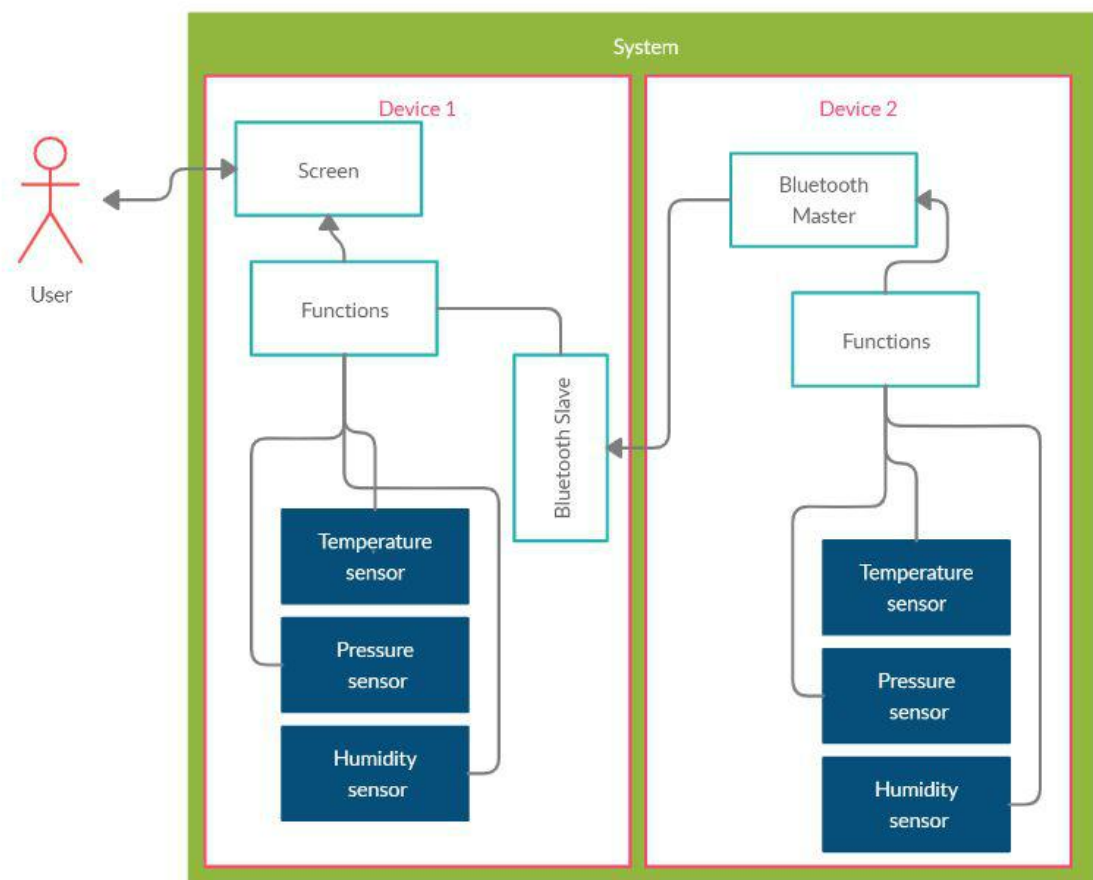 System
Device 1
Device 2
Screen
Bluetooth
Master
User
Functions
Functions
Bluetooth Slave
Temperature
sensor
Pressure
sensor
Humidity
sensor
Temperature
sensor
Pressure
sensor
Humidity
sensor